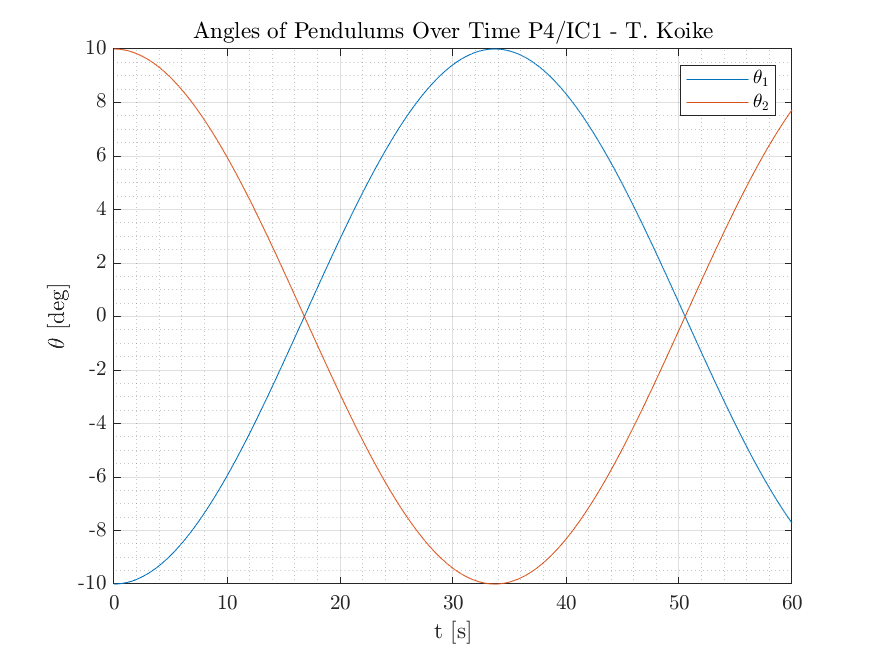 Angles of Pendulums Over Time P4/IC1 - T. Koike
θ₁
θ₂
10
8
6
4
2
0
-2
-4
-6
-8
-10
θ [deg]
0 10 20 30 40 50 60
t [s]